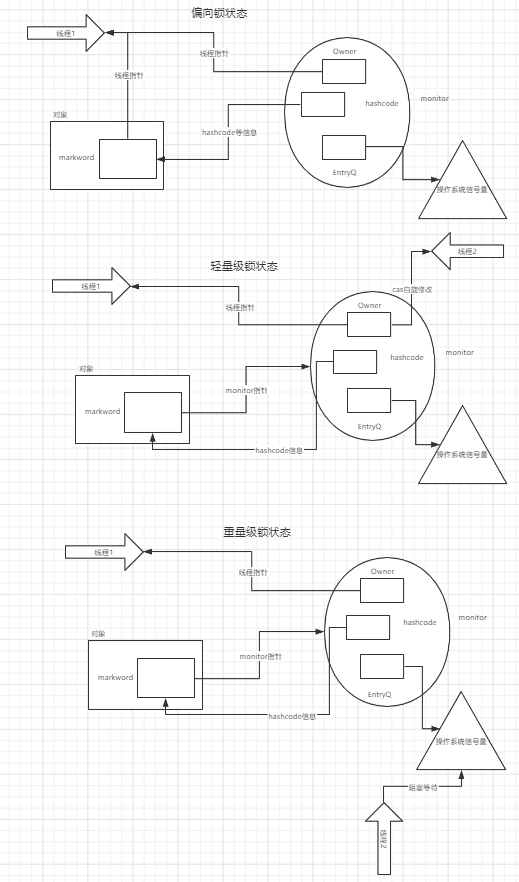 偏向锁状态
线程1
线程指针
线程指针
Owner
hashcode
monitor
对象
markword
hashcode等信息
EntryQ
操作系统信号量
轻量级锁状态
线程2
线程1
cas自旋修改
线程指针
Owner
hashcode
monitor
对象
markword
monitor指针
EntryQ
hashcode信息
操作系统信号量
重量级锁状态
线程1
线程指针
Owner
hashcode
monitor
对象
markword
monitor指针
EntryQ
hashcode信息
操作系统信号量
阻塞等待
线程2